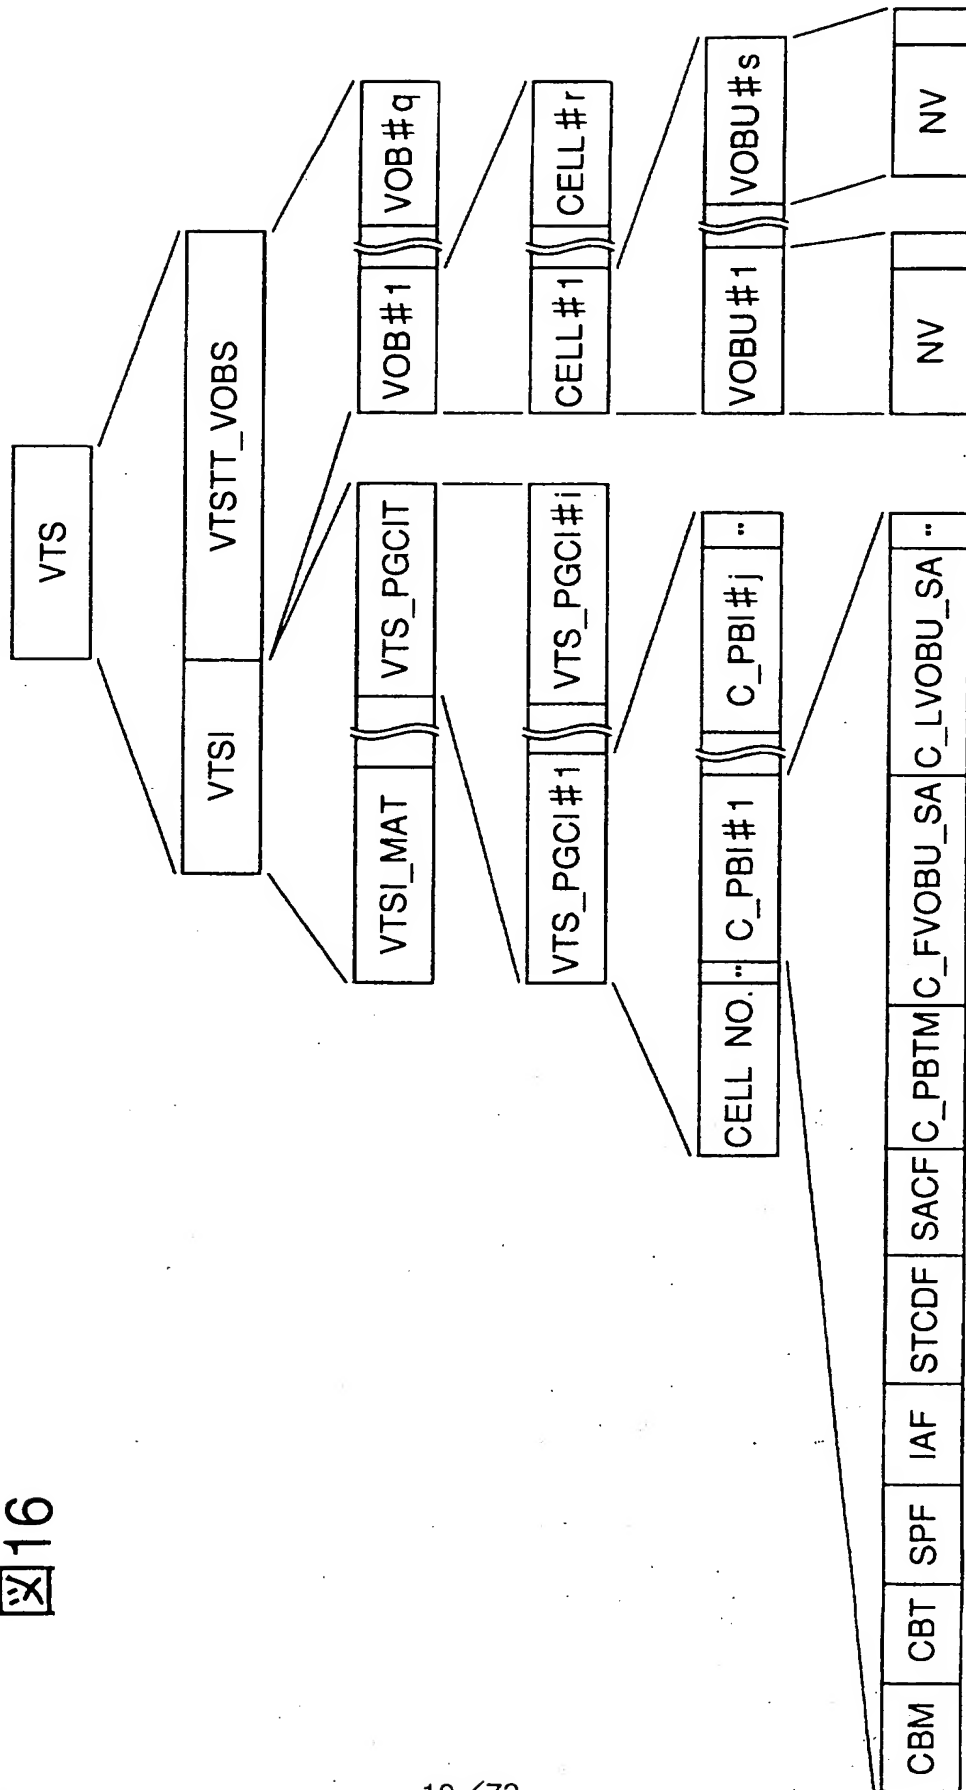 図16
VTS
VTSI VTSTT_VOBS
VTSI_MAT VTS_PGCIT VOB#1 VOB#q
VTS_PGCI#1 VTS_PGCI#i CELL#1 CELL#r
CELL NO. ·· C_PBI#1 C_PBI#j ·· VOBU#1 VOBU#s
CBM CBT SPF IAF STCDF SACF C_PBTM C_FVOBU_SA C_LVOBU_SA ·· NV NV